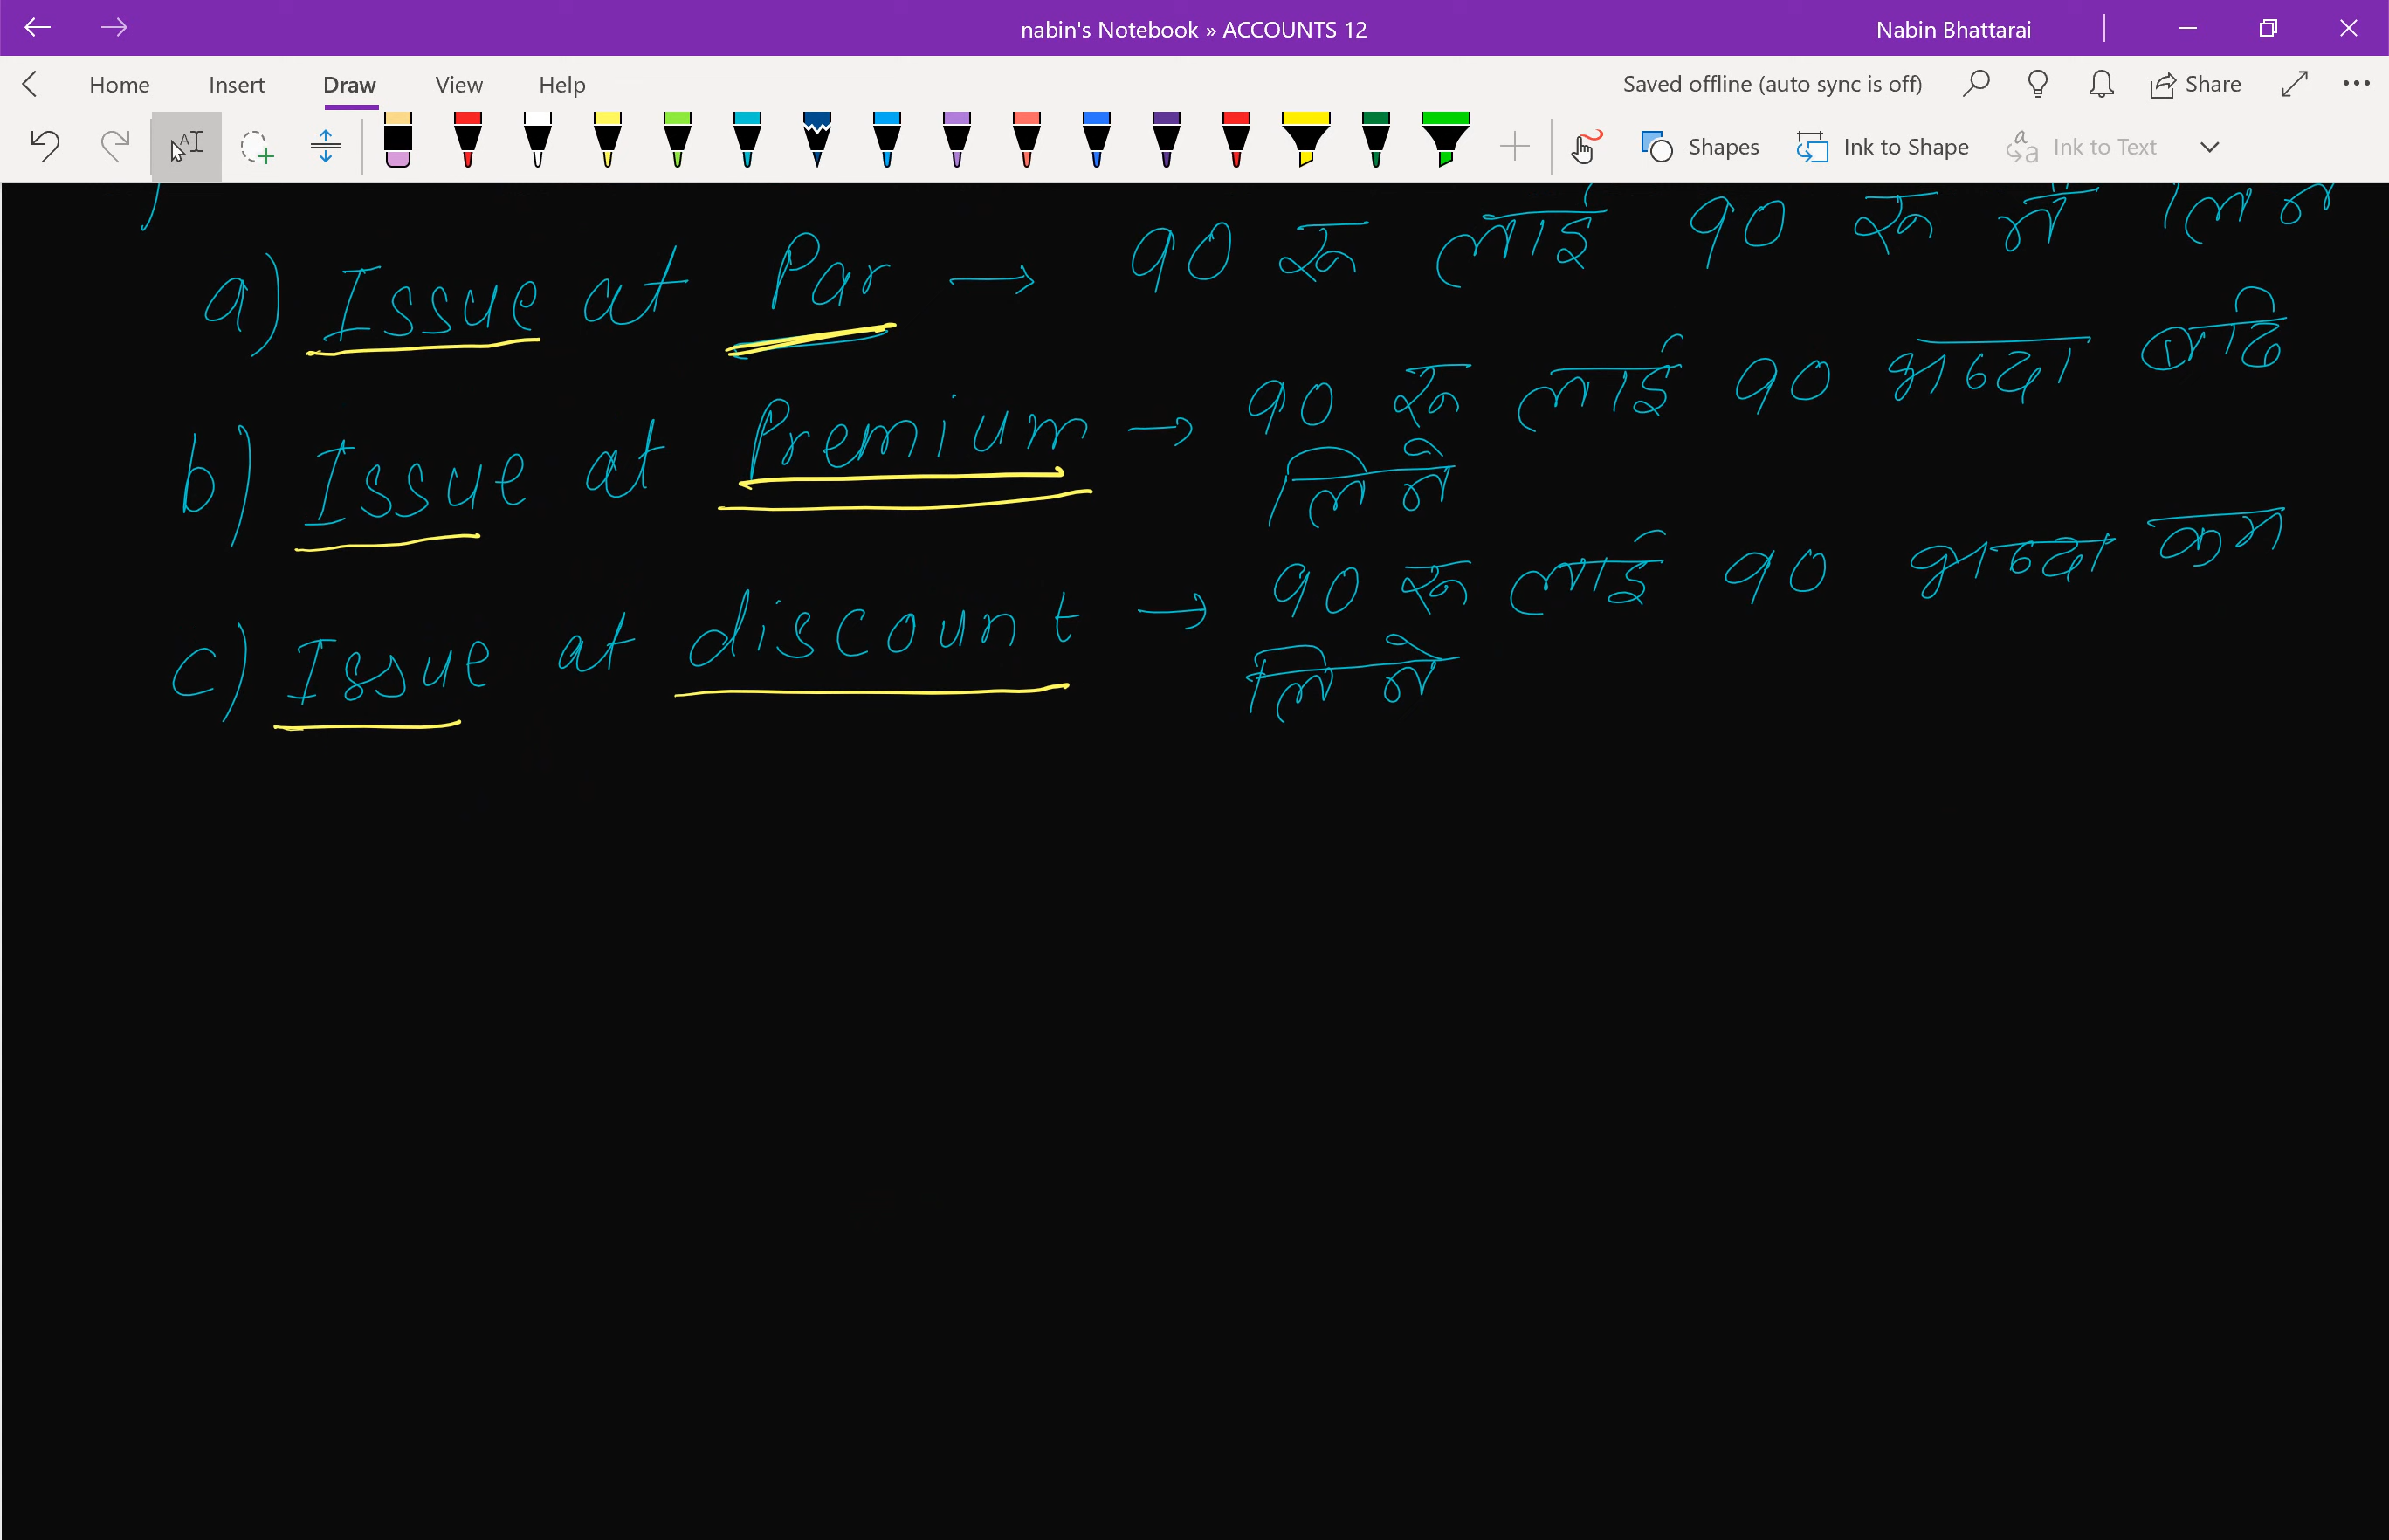 nabin's Notebook » ACCOUNTS 12 Nabin Bhattarai
Home Insert Draw View Help Saved offline (auto sync is off) Share
Shapes Ink to Shape Ink to Text
a) Issue at Par → १० रू लाई १० रू मै
b) Issue at Premium → १० रू लाई १० भन्दा बढि
लिने
c) Issue at discount → १० रू लाई १० भन्दा कम
लिने